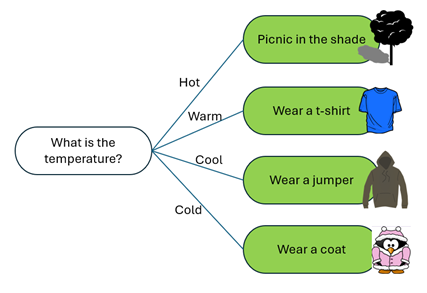 Picnic in the shade
Hot
Warm
Wear a t-shirt
What is the
temperature?
Cool
Wear a jumper
Cold
Wear a coat